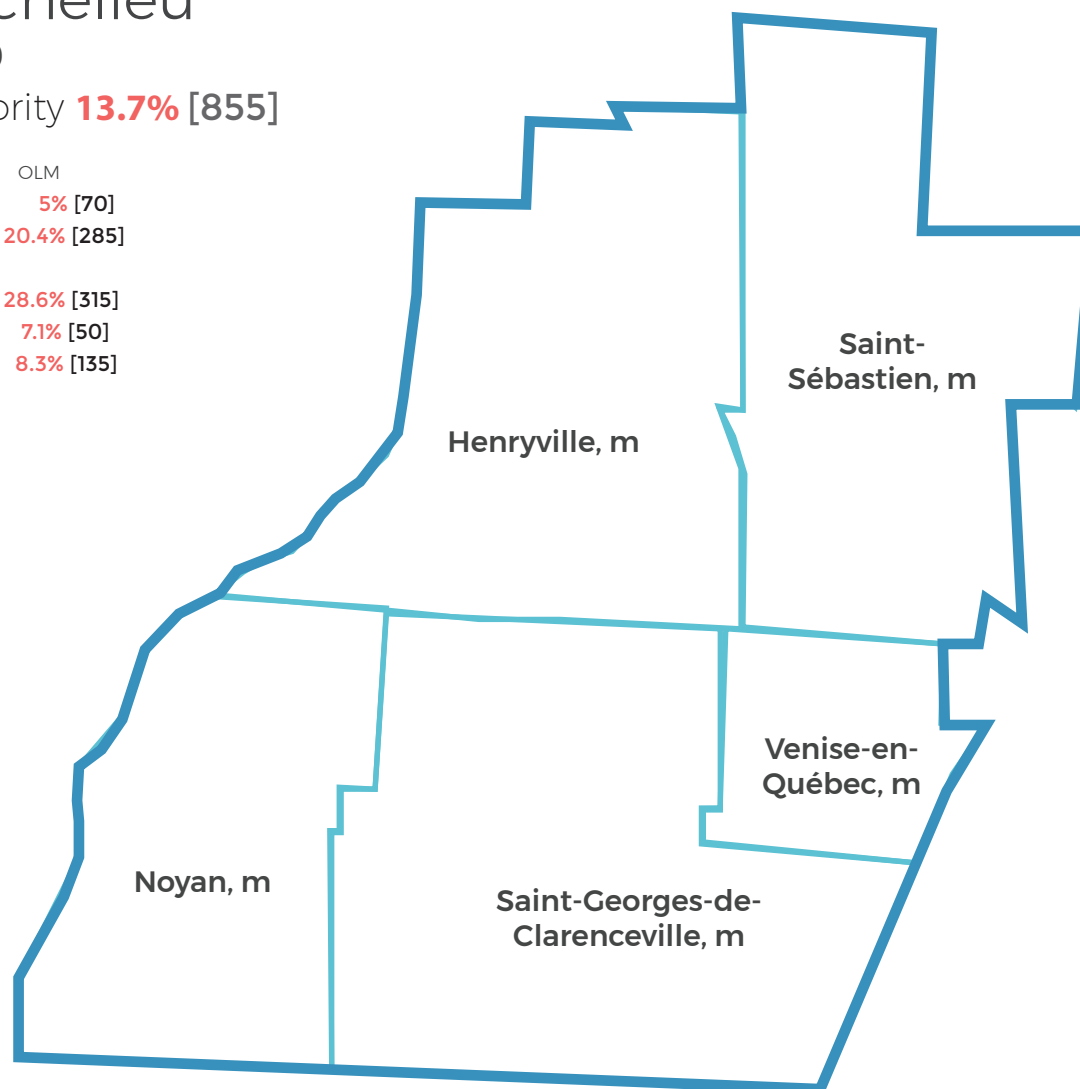 ority 13.7% [855]
OLM
5% [70]
20.4% [285]
28.6% [315]
7.1% [50]
8.3% [135]
Saint-
Sébastien, m
Henryville, m
Venise-en-
Québec, m
Noyan, m
Saint-Georges-de-
Clarenceville, m